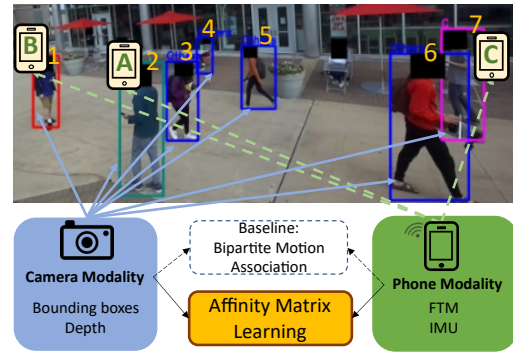 B
1
A
2
3
4
5
6
7
C
Camera Modality
Bounding boxes
Depth
Baseline:
Bipartite Motion
Association
Affinity Matrix
Learning
Phone Modality
FTM
IMU